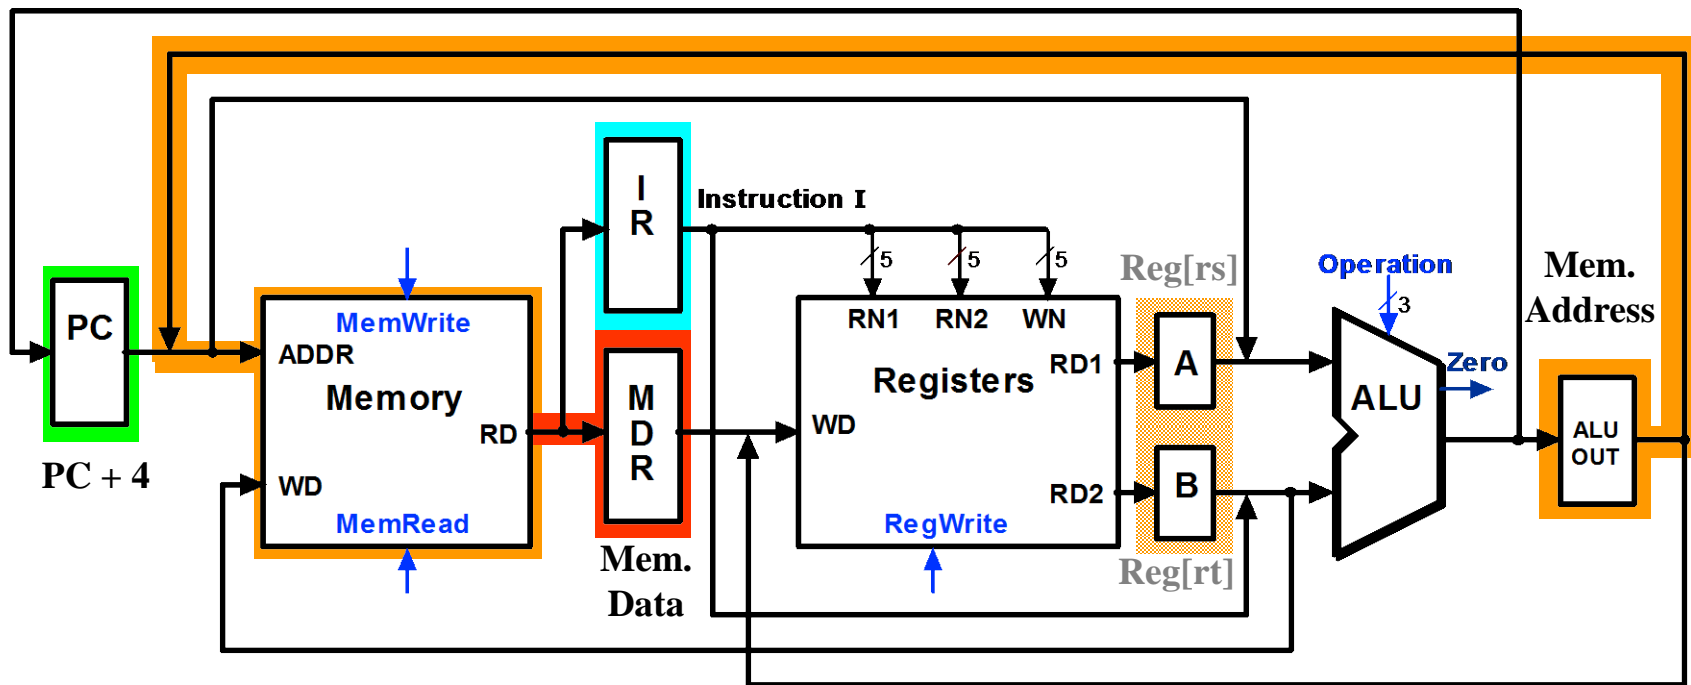 I
R
Instruction I
5
5
5
Reg[rs]
Operation
3
Mem.
Address
PC
PC + 4
MemWrite
ADDR
Memory
RD
WD
MemRead
M
D
R
Mem.
Data
RN1
RN2
WN
RD1
Registers
WD
RD2
RegWrite
A
B
Reg[rt]
Zero
ALU
ALU
OUT